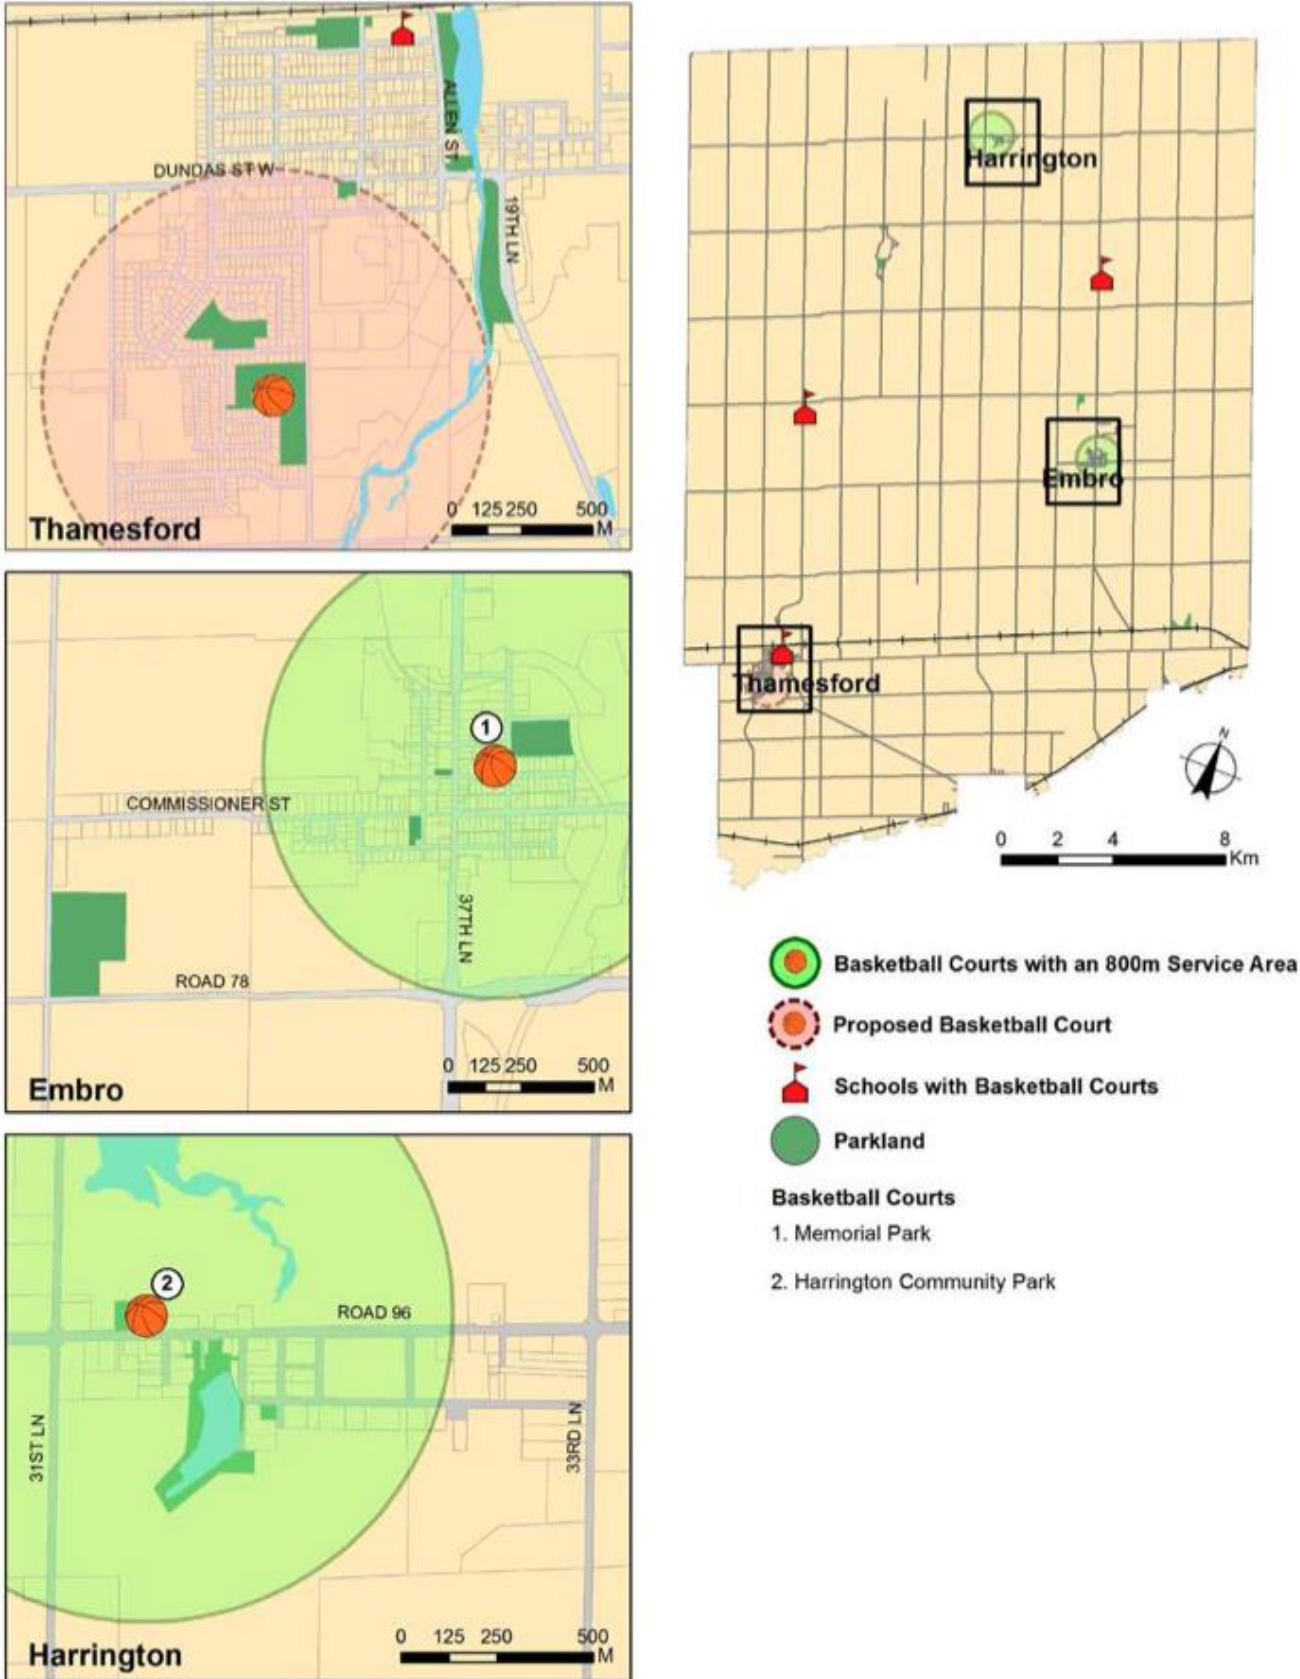 DUNDAS ST W
ALLEN ST
19TH LN
0 125 250 500
M
Thamesford
COMMISSIONER ST
1
37TH LN
ROAD 78
0 125 250 500
M
Embro
2
ROAD 96
31ST LN
33RD LN
0 125 250 500
M
Harrington
Harrington
Embro
Thamesford
N
0 2 4 8
Km
Basketball Courts with an 800m Service Area
Proposed Basketball Court
Schools with Basketball Courts
Parkland
Basketball Courts
1. Memorial Park
2. Harrington Community Park